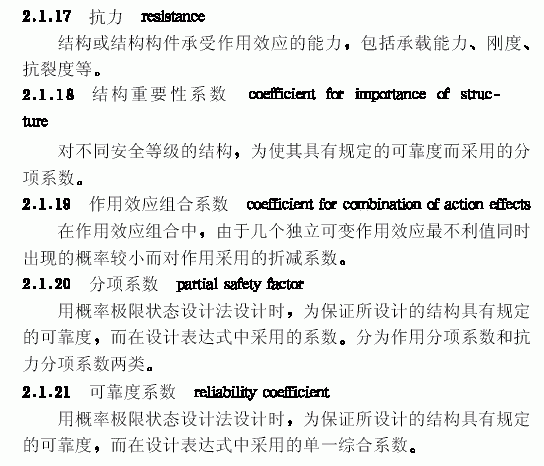 2.1.17 抗力 resistance
结构或结构构件承受作用效应的能力，包括承载能力、刚度、
抗裂度等。
2.1.18 结构重要性系数 coefficient for importance of struc-
ture
对不同安全等级的结构，为使其具有规定的可靠度而采用的分
项系数。
2.1.19 作用效应组合系数 coefficient for combination of action effects
在作用效应组合中，由于几个独立可变作用效应最不利值同时
出现的概率较小而对作用采用的折减系数。
2.1.20 分项系数 partial safety factor
用概率极限状态设计法设计时，为保证所设计的结构具有规定
的可靠度，而在设计表达式中采用的系数。分为作用分项系数和抗
力分项系数两类。
2.1.21 可靠度系数 reliability coefficient
用概率极限状态设计法设计时，为保证所设计的结构具有规定
的可靠度，而在设计表达式中采用的单一综合系数。